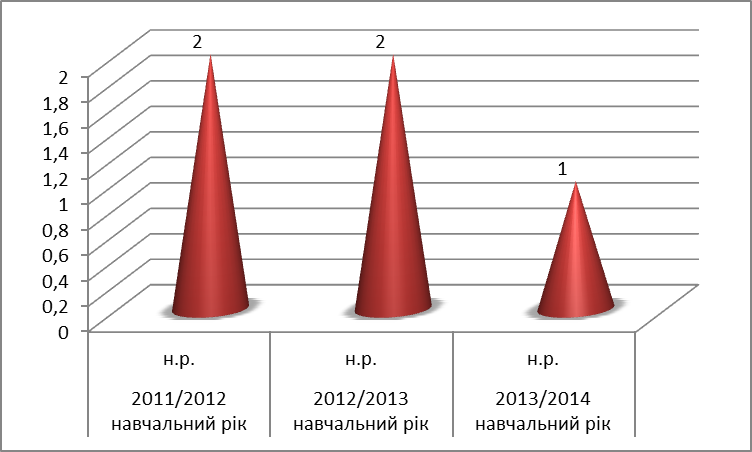 2
2
1
2
1,8
1,6
1,4
1,2
1
0,8
0,6
0,4
0,2
0
н.р.
н.р.
н.р.
2011/2012
навчальний рік
2012/2013
навчальний рік
2013/2014
навчальний рік